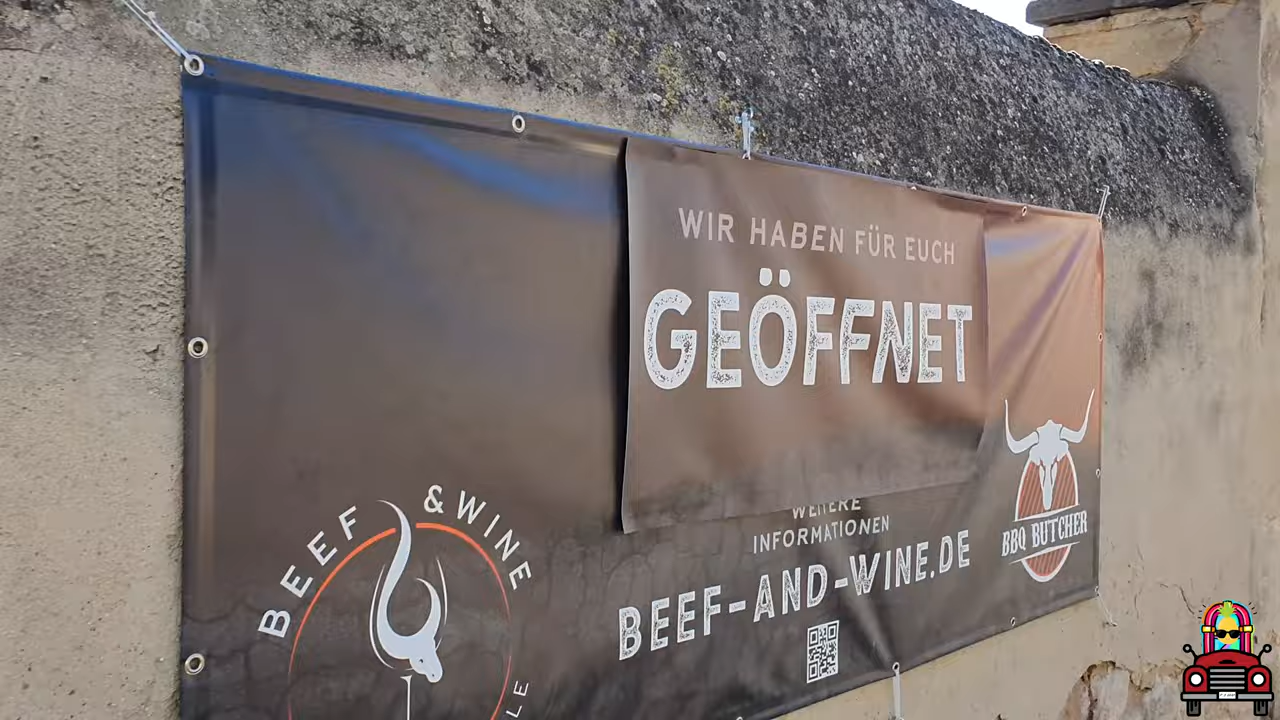 WIR HABEN FÜR EUCH
GEÖFFNET
WEITERE
INFORMATIONEN
BEEF-AND-WINE.DE
BEEF & WINE
BBQ BUTCHER